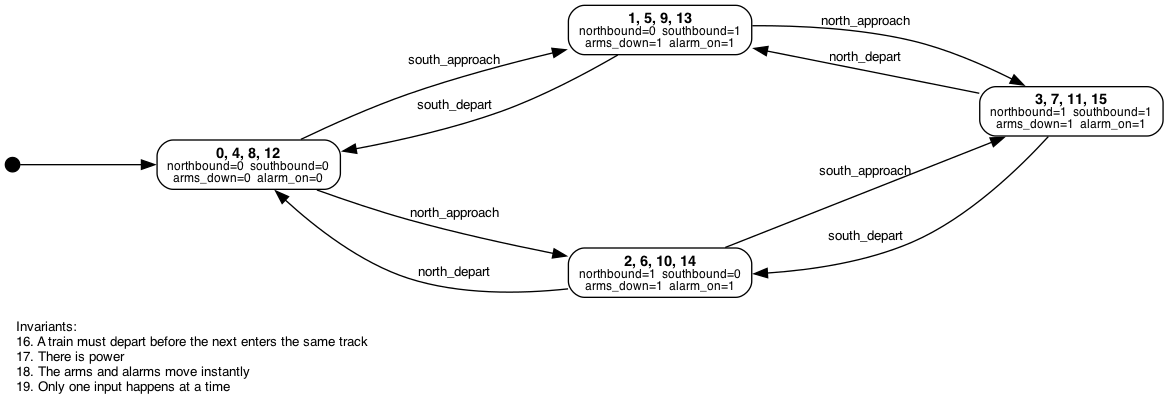 1, 5, 9, 13
northbound=0 southbound=1
arms_down=1 alarm_on=1
north_approach
south_approach
north_depart
south_depart
3, 7, 11, 15
northbound=1 southbound=1
arms_down=1 alarm_on=1
0, 4, 8, 12
northbound=0 southbound=0
arms_down=0 alarm_on=0
south_approach
north_approach
south_depart
2, 6, 10, 14
northbound=1 southbound=0
arms_down=1 alarm_on=1
north_depart
Invariants:
16. A train must depart before the next enters the same track
17. There is power
18. The arms and alarms move instantly
19. Only one input happens at a time